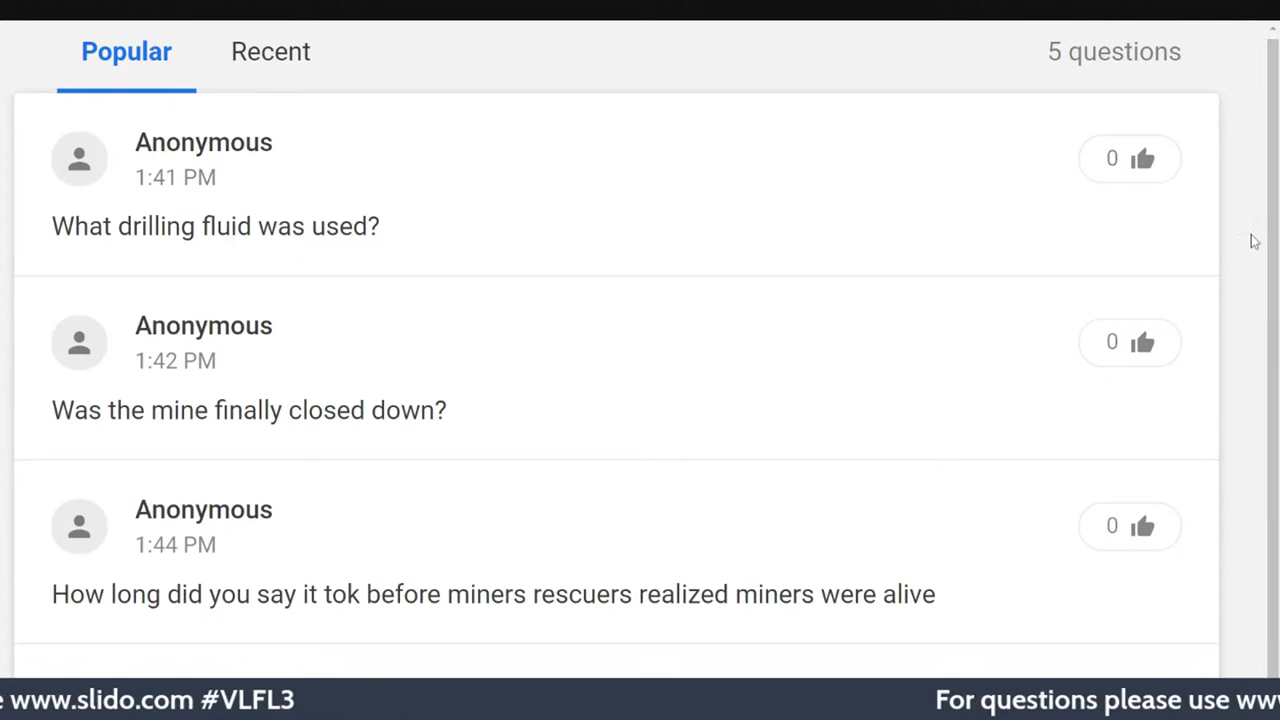 Popular Recent 5 questions
Anonymous
1:41 PM
0
What drilling fluid was used?
Anonymous
1:42 PM
0
Was the mine finally closed down?
Anonymous
1:44 PM
0
How long did you say it tok before miners rescuers realized miners were alive
e www.slido.com #VLFL3 For questions please use www